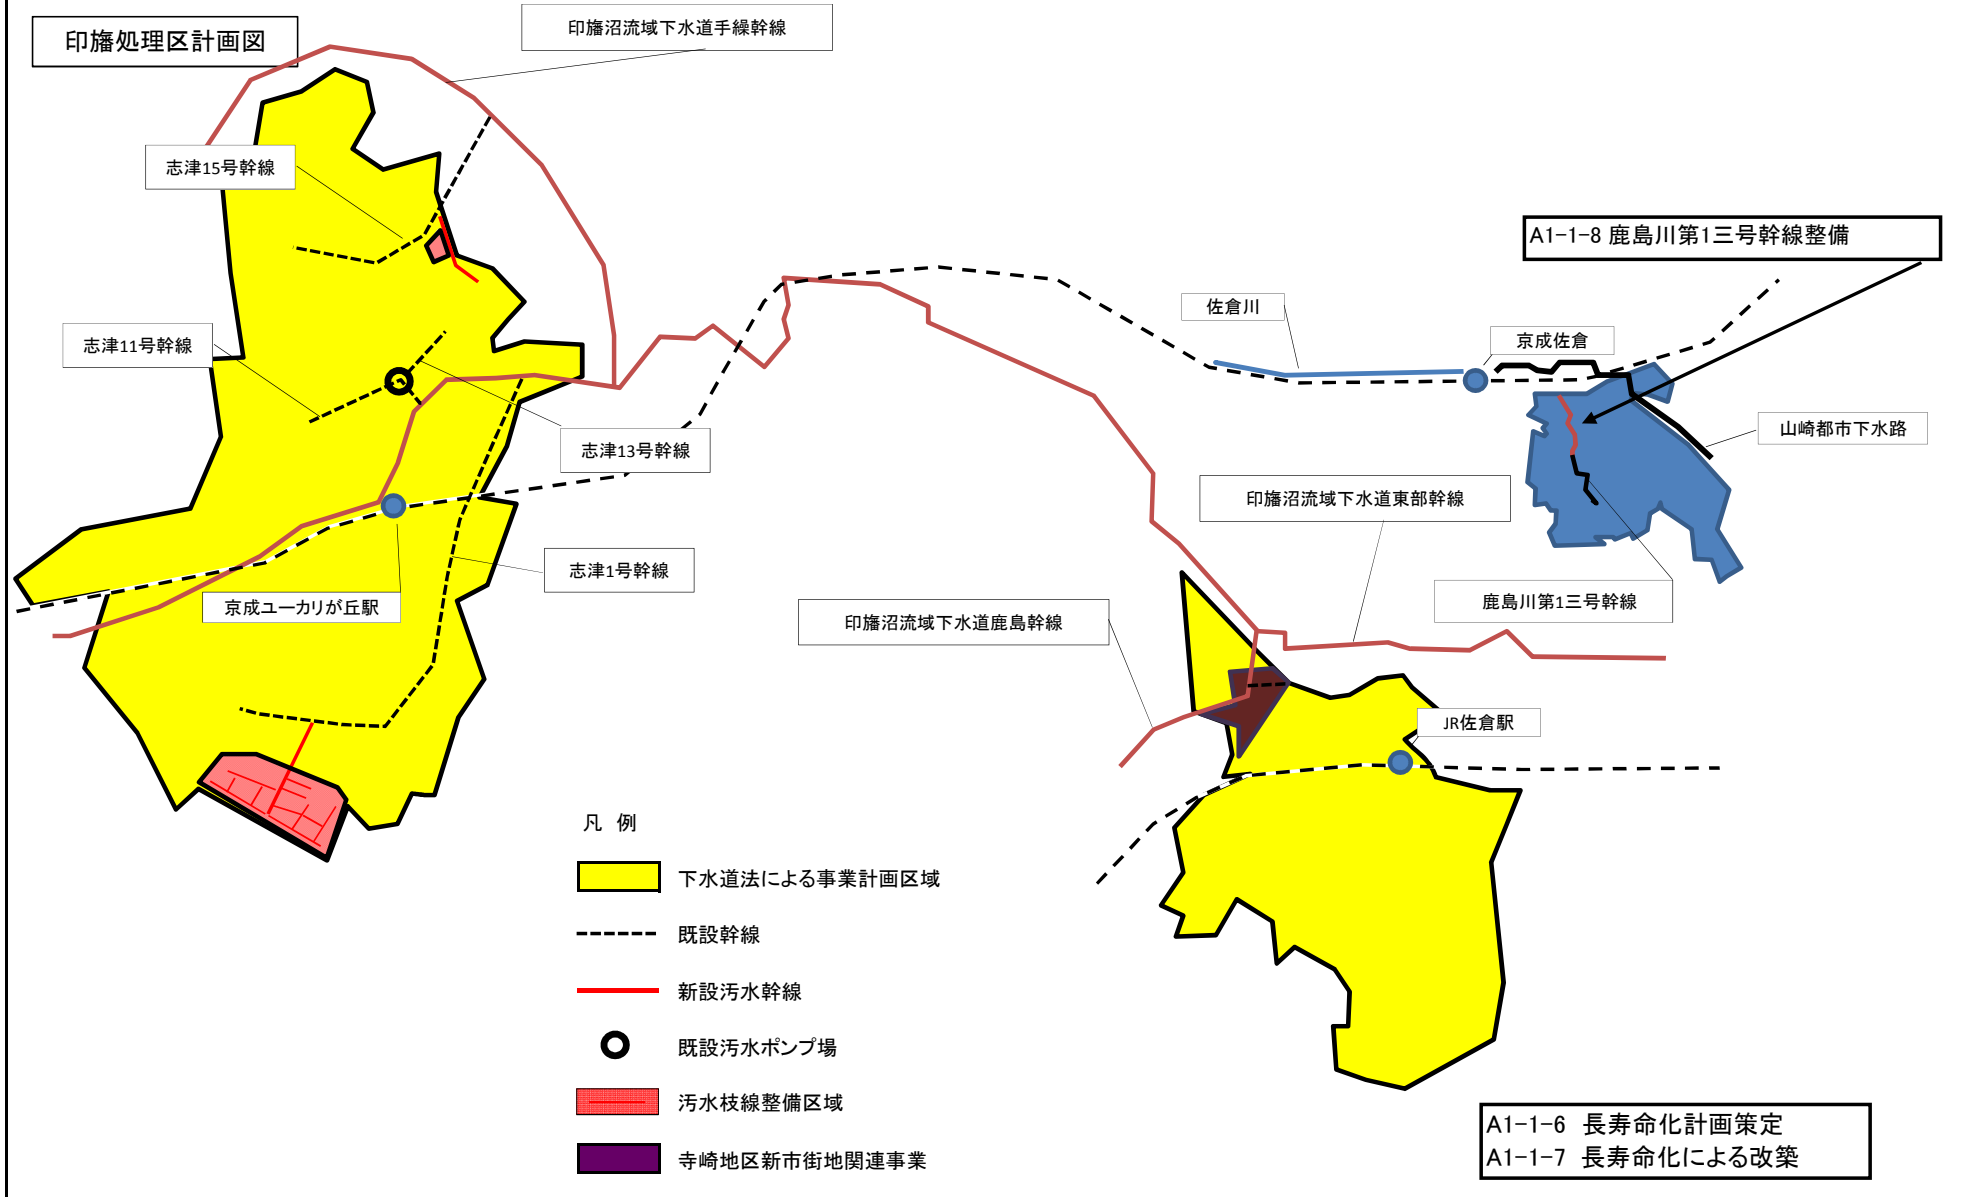 印旛処理区計画図
印旛沼流域下水道手繰幹線
志津15号幹線
A1-1-8 鹿島川第1三号幹線整備
佐倉川
京成佐倉
志津11号幹線
山崎都市下水路
志津13号幹線
印旛沼流域下水道東部幹線
志津1号幹線
京成ユーカリが丘駅
鹿島川第1三号幹線
印旛沼流域下水道鹿島幹線
JR佐倉駅
凡 例
下水道法による事業計画区域
既設幹線
新設汚水幹線
既設汚水ポンプ場
汚水枝線整備区域
寺崎地区新市街地関連事業
A1-1-6 長寿命化計画策定
A1-1-7 長寿命化による改築